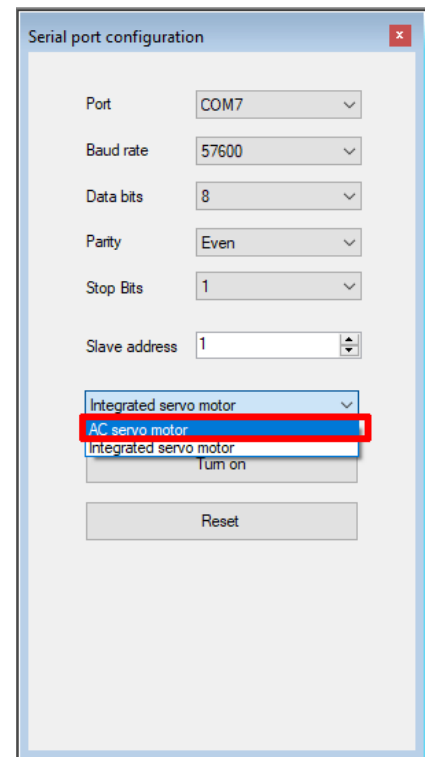 Serial port configuration
x
Port COM7
Baud rate 57600
Data bits 8
Parity Even
Stop Bits 1
Slave address 1
Integrated servo motor
AC servo motor
Integrated servo motor
Turn on
Reset